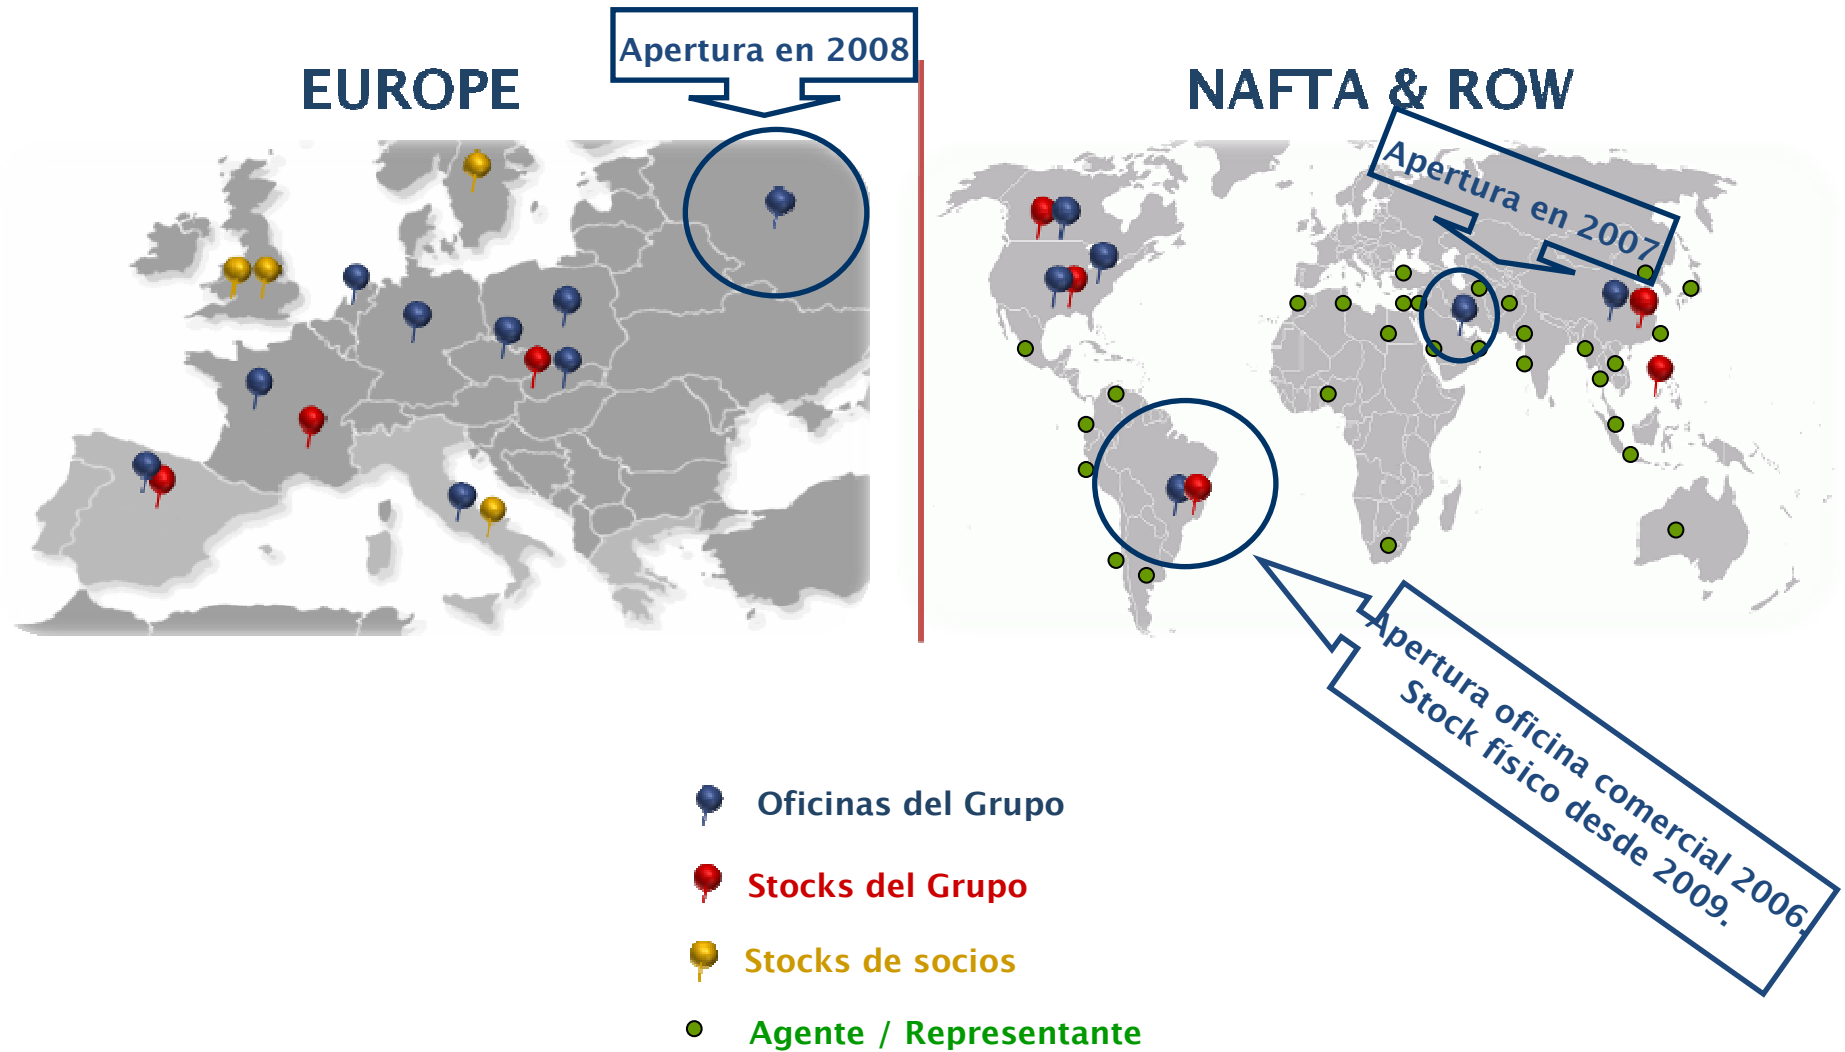 Apertura en 2008
EUROPE
NAFTA & ROW
Apertura en 2007
Apertura oficina comercial 2006.
Stock físico desde 2009.
Oficinas del Grupo
Stocks del Grupo
Stocks de socios
Agente / Representante